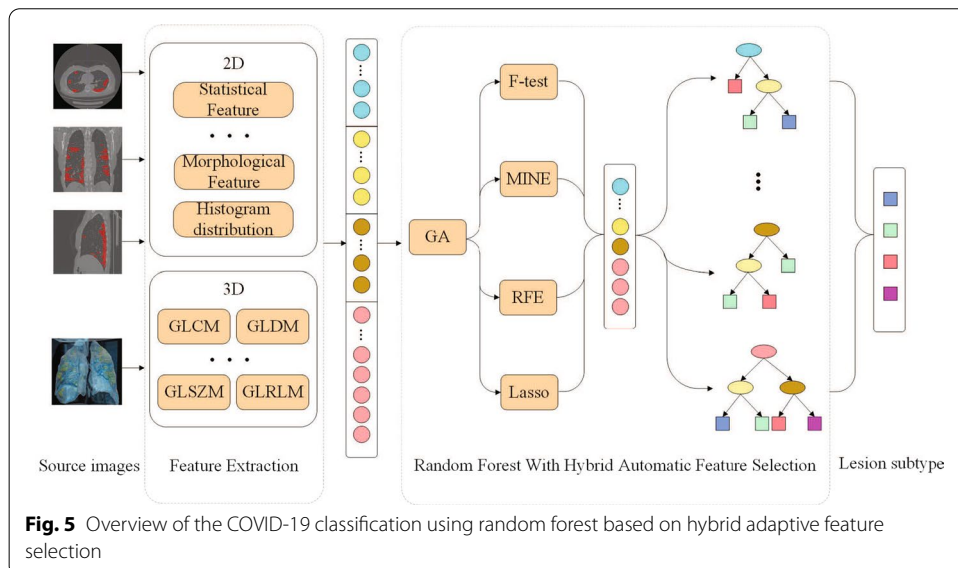 2D
Statistical
Feature
• • •
Morphological
Feature
Histogram
distribution
3D
GLCM
GLDM
• • •
GLSZM
GLRLM
GA
F-test
MINE
RFE
Lasso
Source images
Feature Extraction
Random Forest With Hybrid Automatic Feature Selection
Lesion subtype
Fig. 5 Overview of the COVID-19 classification using random forest based on hybrid adaptive feature
selection